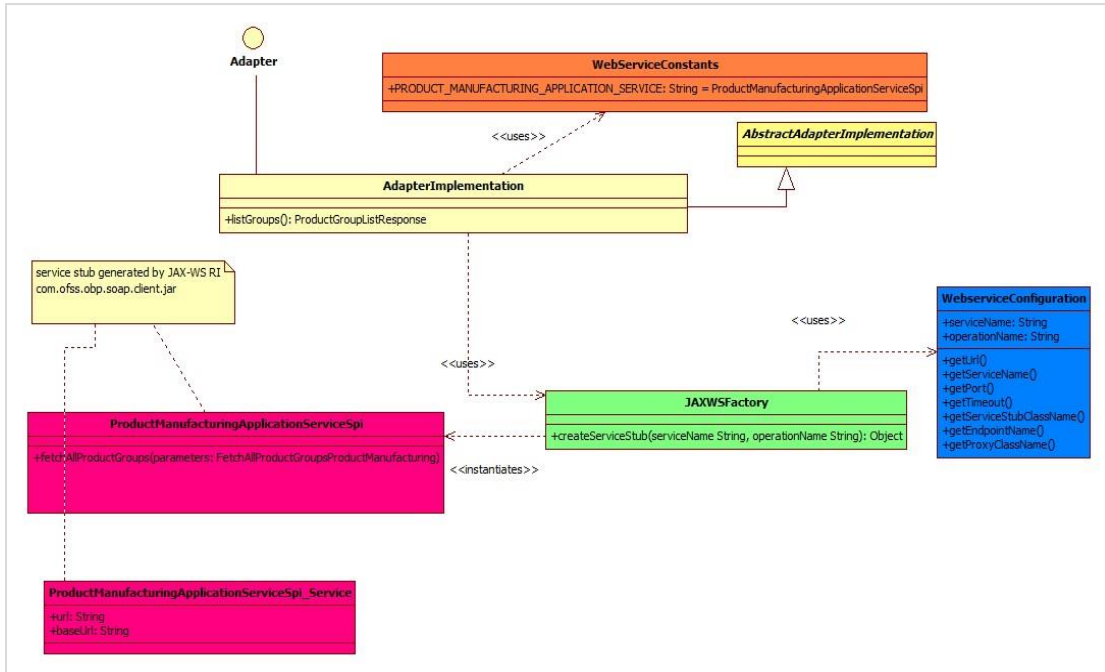 Adapter
WebServiceConstants
+PRODUCT_MANUFACTURING_APPLICATION_SERVICE: String = ProductManufacturingApplicationServiceSpi
<<uses>>
AbstractAdapterImplementation
AdapterImplementation
+listGroups(): ProductGroupListResponse
service stub generated by JAX-WS RI
com.ofss.obp.soap.client.jar
WebserviceConfiguration
+serviceName: String
+operationName: String
+getUrl()
+getServiceName()
+getPort()
+getTimeout()
+getServiceStubClassName()
+getEndpointName()
+getProxyClassName()
<<uses>>
<<uses>>
JAXWSFactory
+createServiceStub(serviceName String, operationName String): Object
ProductManufacturingApplicationServiceSpi
+fetchAllProductGroups(parameters: FetchAllProductGroupsProductManufacturing)
<<instantiates>>
ProductManufacturingApplicationServiceSpi_Service
+url: String
+baseUrl: String